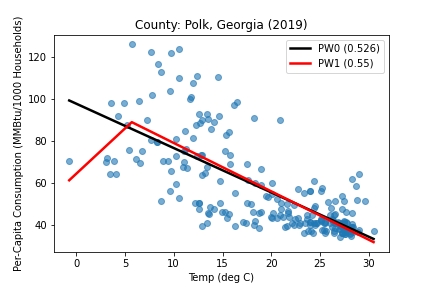 County: Polk, Georgia (2019)
PW0 (0.526)
PW1 (0.55)
Per-Capita Consumption (MMBtu/1000 Households)
120
100
80
60
40
0 5 10 15 20 25 30
Temp (deg C)